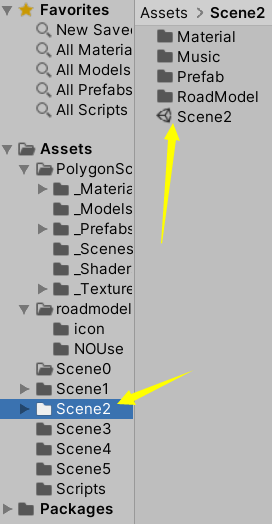 Favorites
New Saved
All Materia
All Models
All Prefabs
All Scripts
Assets
PolygonSc
_Materia
_Models
_Prefabs
_Scenes
_Shader
_Texture
roadmodel
icon
NOUse
Scene0
Scene1
Scene2
Scene3
Scene4
Scene5
Scripts
Packages
Assets > Scene2
Material
Music
Prefab
RoadModel
Scene2